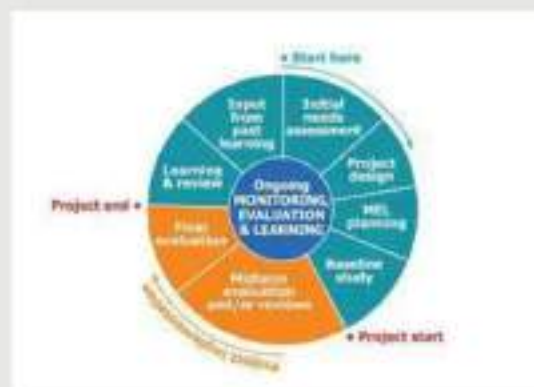 Start here
Initial
needs
assessment
Project
design
MEL
planning
Baseline
study
Project start
Midterm
evaluation
and/or reviews
Final
evaluation
Project end
Learning
& review
Input
from
past
learning
Ongoing
MONITORING,
EVALUATION
& LEARNING